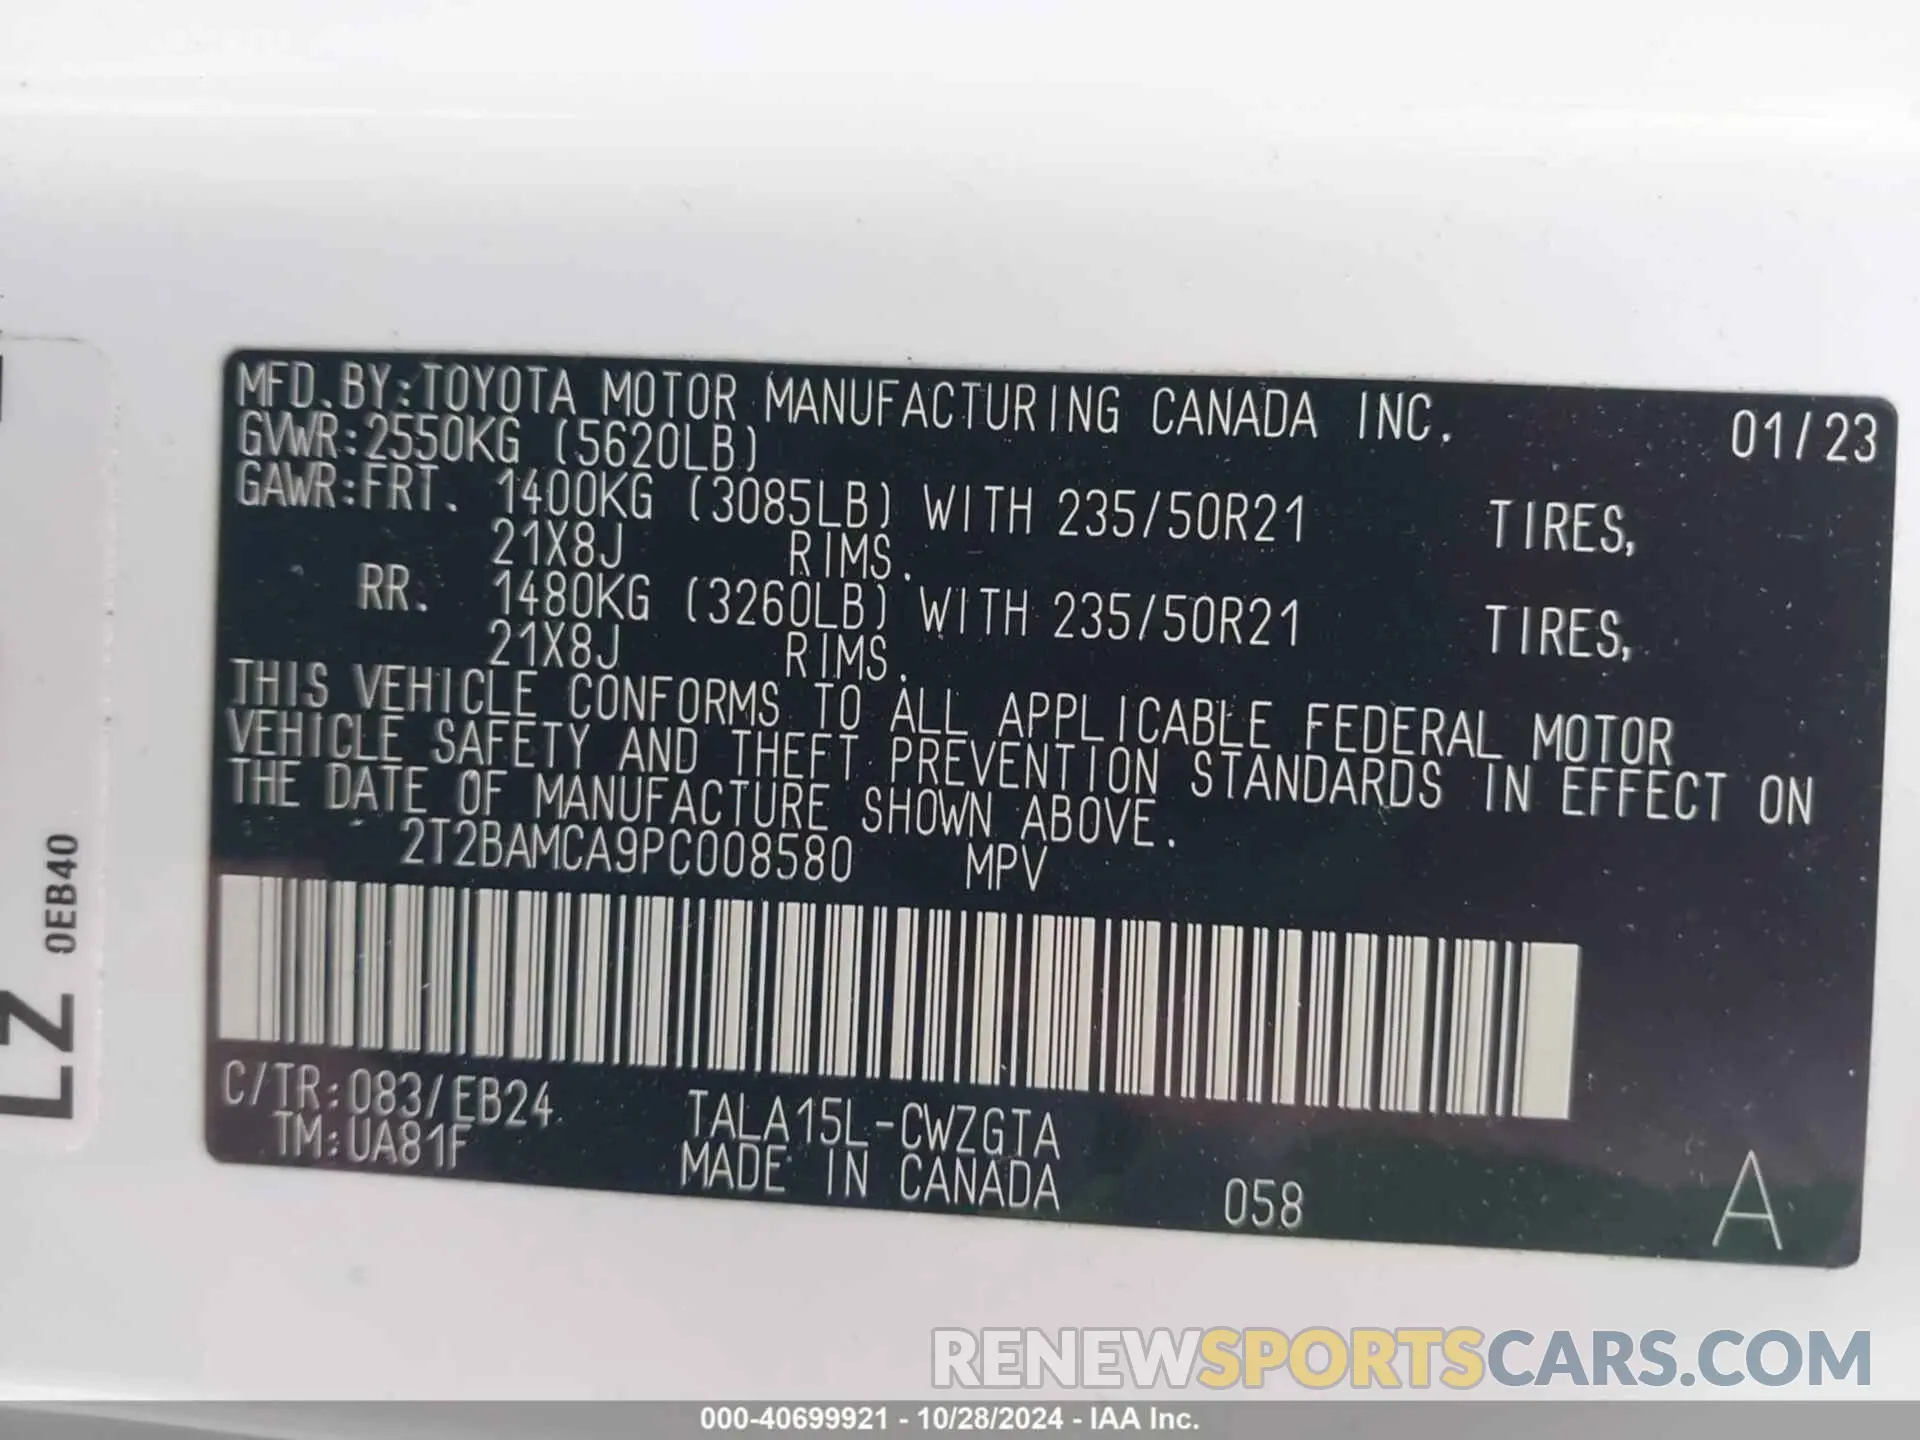 MFD. BY: TOYOTA MOTOR MANUFACTURING CANADA INC. 01/23
GVWR: 2550KG (5620LB)
GAWR: FRT. 1400KG (3085LB) WITH 235/50R21 TIRES,
21X8J RIMS.
RR. 1480KG (3260LB) WITH 235/50R21 TIRES,
21X8J RIMS.
THIS VEHICLE CONFORMS TO ALL APPLICABLE FEDERAL MOTOR
VEHICLE SAFETY AND THEFT PREVENTION STANDARDS IN EFFECT ON
THE DATE OF MANUFACTURE SHOWN ABOVE.
2T2BAMCA9PC008580 MPV
C/TR: 083/EB24 TALA15L-CWZGTA
TM: UA81F MADE IN CANADA 058 A
LZ 0EB40
RENEWSPORTSCARS.COM
000-40699921 - 10/28/2024 - IAA Inc.